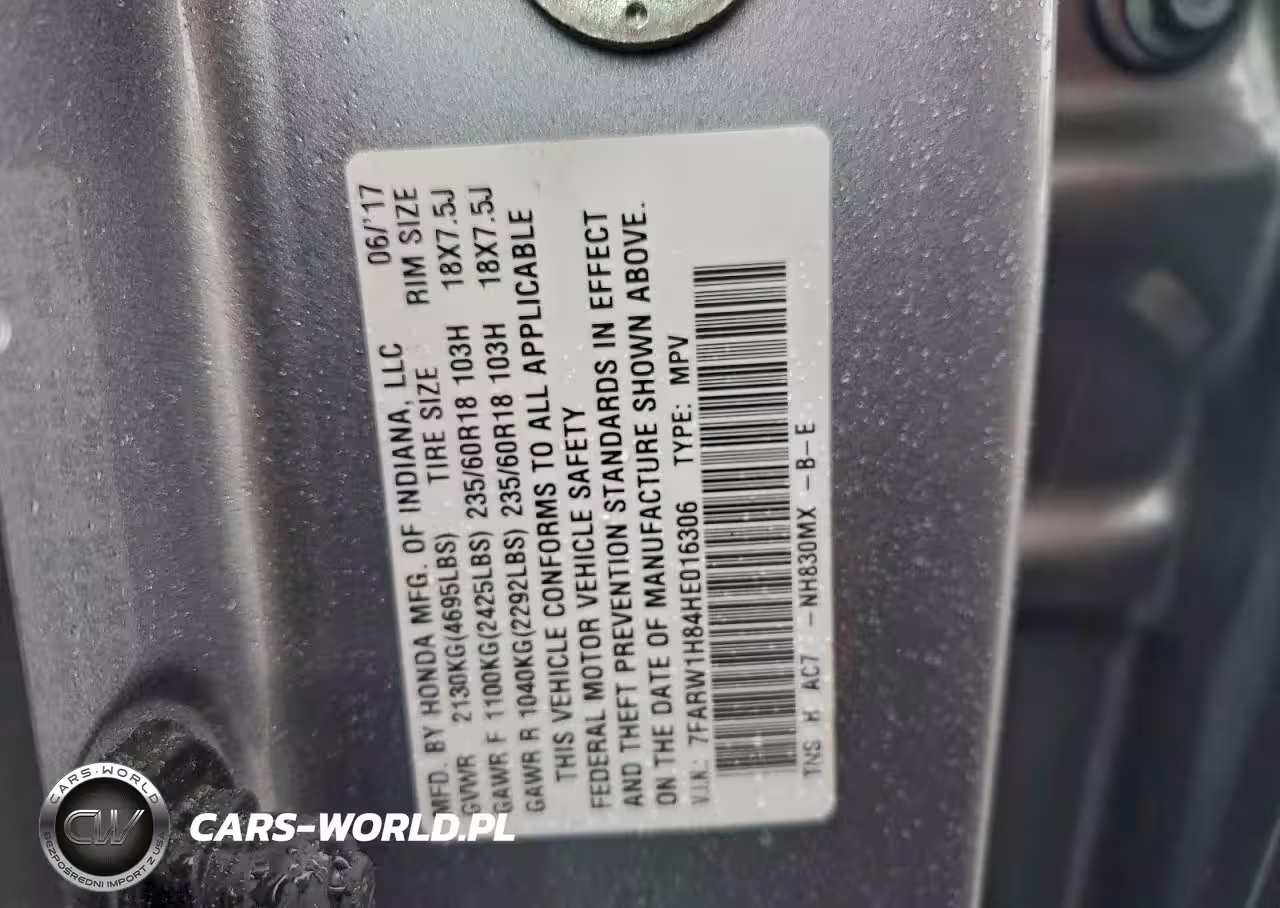 MFD. BY HONDA MFG. OF INDIANA, LLC 06/'17
GVWR 2130KG(4695LBS) TIRE SIZE RIM SIZE
GAWR F 1100KG(2425LBS) 235/60R18 103H 18X7.5J
GAWR R 1040KG(2292LBS) 235/60R18 103H 18X7.5J
THIS VEHICLE CONFORMS TO ALL APPLICABLE
FEDERAL MOTOR VEHICLE SAFETY
AND THEFT PREVENTION STANDARDS IN EFFECT
ON THE DATE OF MANUFACTURE SHOWN ABOVE.
V.I.N.: 7FARW1H84HE016306 TYPE: MPV
TNS H AC7 -NH830MX -B-E
CARS-WORLD
CW
BEZPOŚREDNI IMPORT Z USA
CARS-WORLD.PL